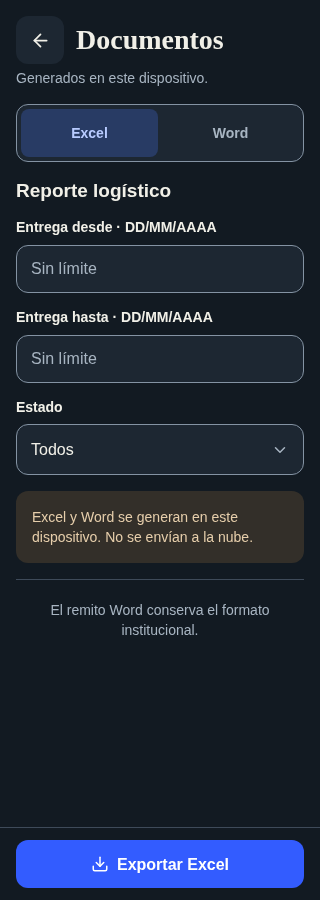 Documentos
Generados en este dispositivo.
Excel
Word
Reporte logístico
Entrega desde · DD/MM/AAAA
Sin límite
Entrega hasta · DD/MM/AAAA
Sin límite
Estado
Todos
Excel y Word se generan en este
dispositivo. No se envían a la nube.
El remito Word conserva el formato
institucional.
Exportar Excel